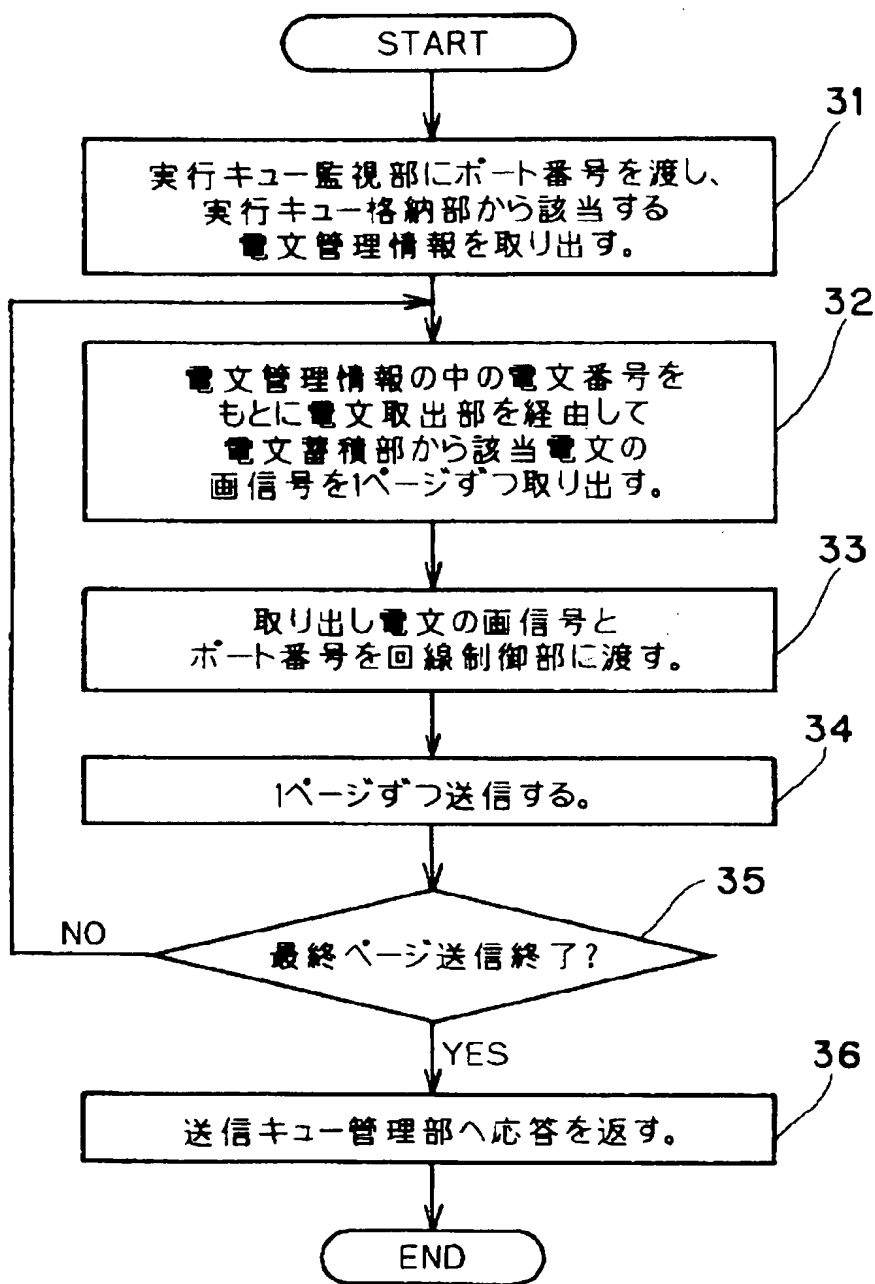 START
31
実行キュー監視部にポート番号を渡し、
実行キュー格納部から該当する
電文管理情報を取り出す。
32
電文管理情報の中の電文番号を
もとに電文取出部を経由して
電文蓄積部から該当電文の
画信号を1ページずつ取り出す。
33
取り出し電文の画信号と
ポート番号を回線制御部に渡す。
34
1ページずつ送信する。
35
最終ページ送信終了?
NO
YES
36
送信キュー管理部へ応答を返す。
END